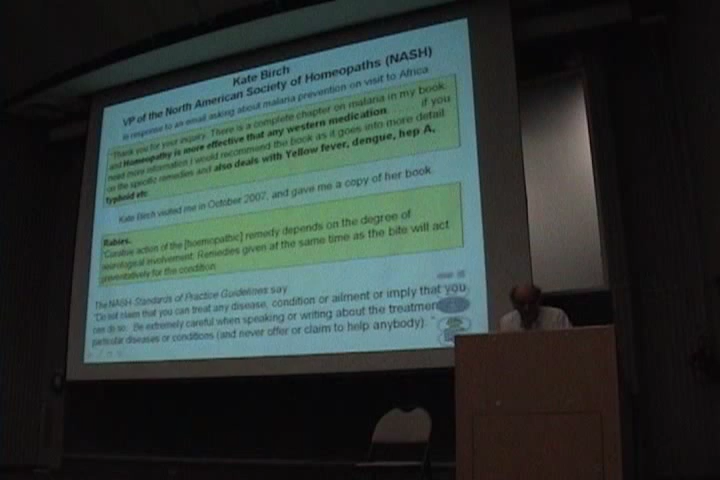 Kate Birch
VP of the North American Society of Homeopaths (NASH)
in response to an email asking about malaria prevention on visit to Africa
"Thank you for your inquiry. There is a complete chapter on malaria in my book.
and Homeopathy is more effective that any western medication. if you
need more information I would recommend the book as it goes into more detail
on the specific remedies and also deals with Yellow fever, dengue, hep A,
typhoid etc
Kate Birch visited me in October 2007, and gave me a copy of her book.
Rabies.
"Curative action of the [homeopathic] remedy depends on the degree of
neurological involvement. Remedies given at the same time as the bite will act
preventatively for the condition
The NASH Standards of Practice Guidelines say
"Do not claim that you can treat any disease, condition or ailment or imply that you
can do so. Be extremely careful when speaking or writing about the treatment
particular diseases or conditions (and never offer or claim to help anybody)